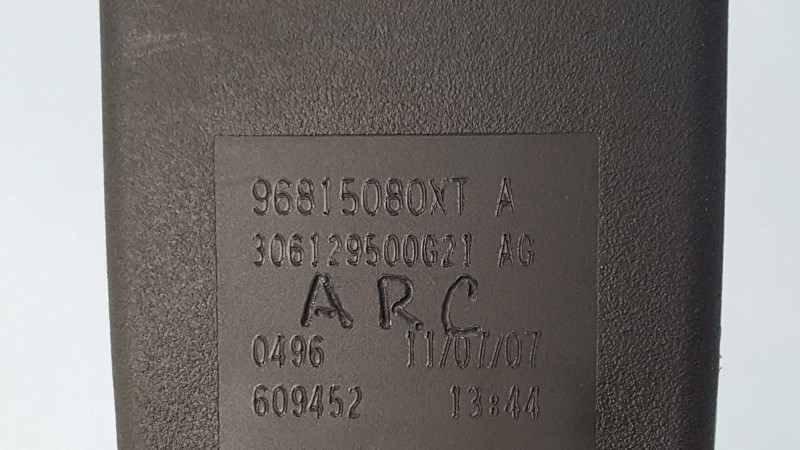 96815080XT A
306129500G21 AG
ARC
0496 11/07/07
609452 13:44